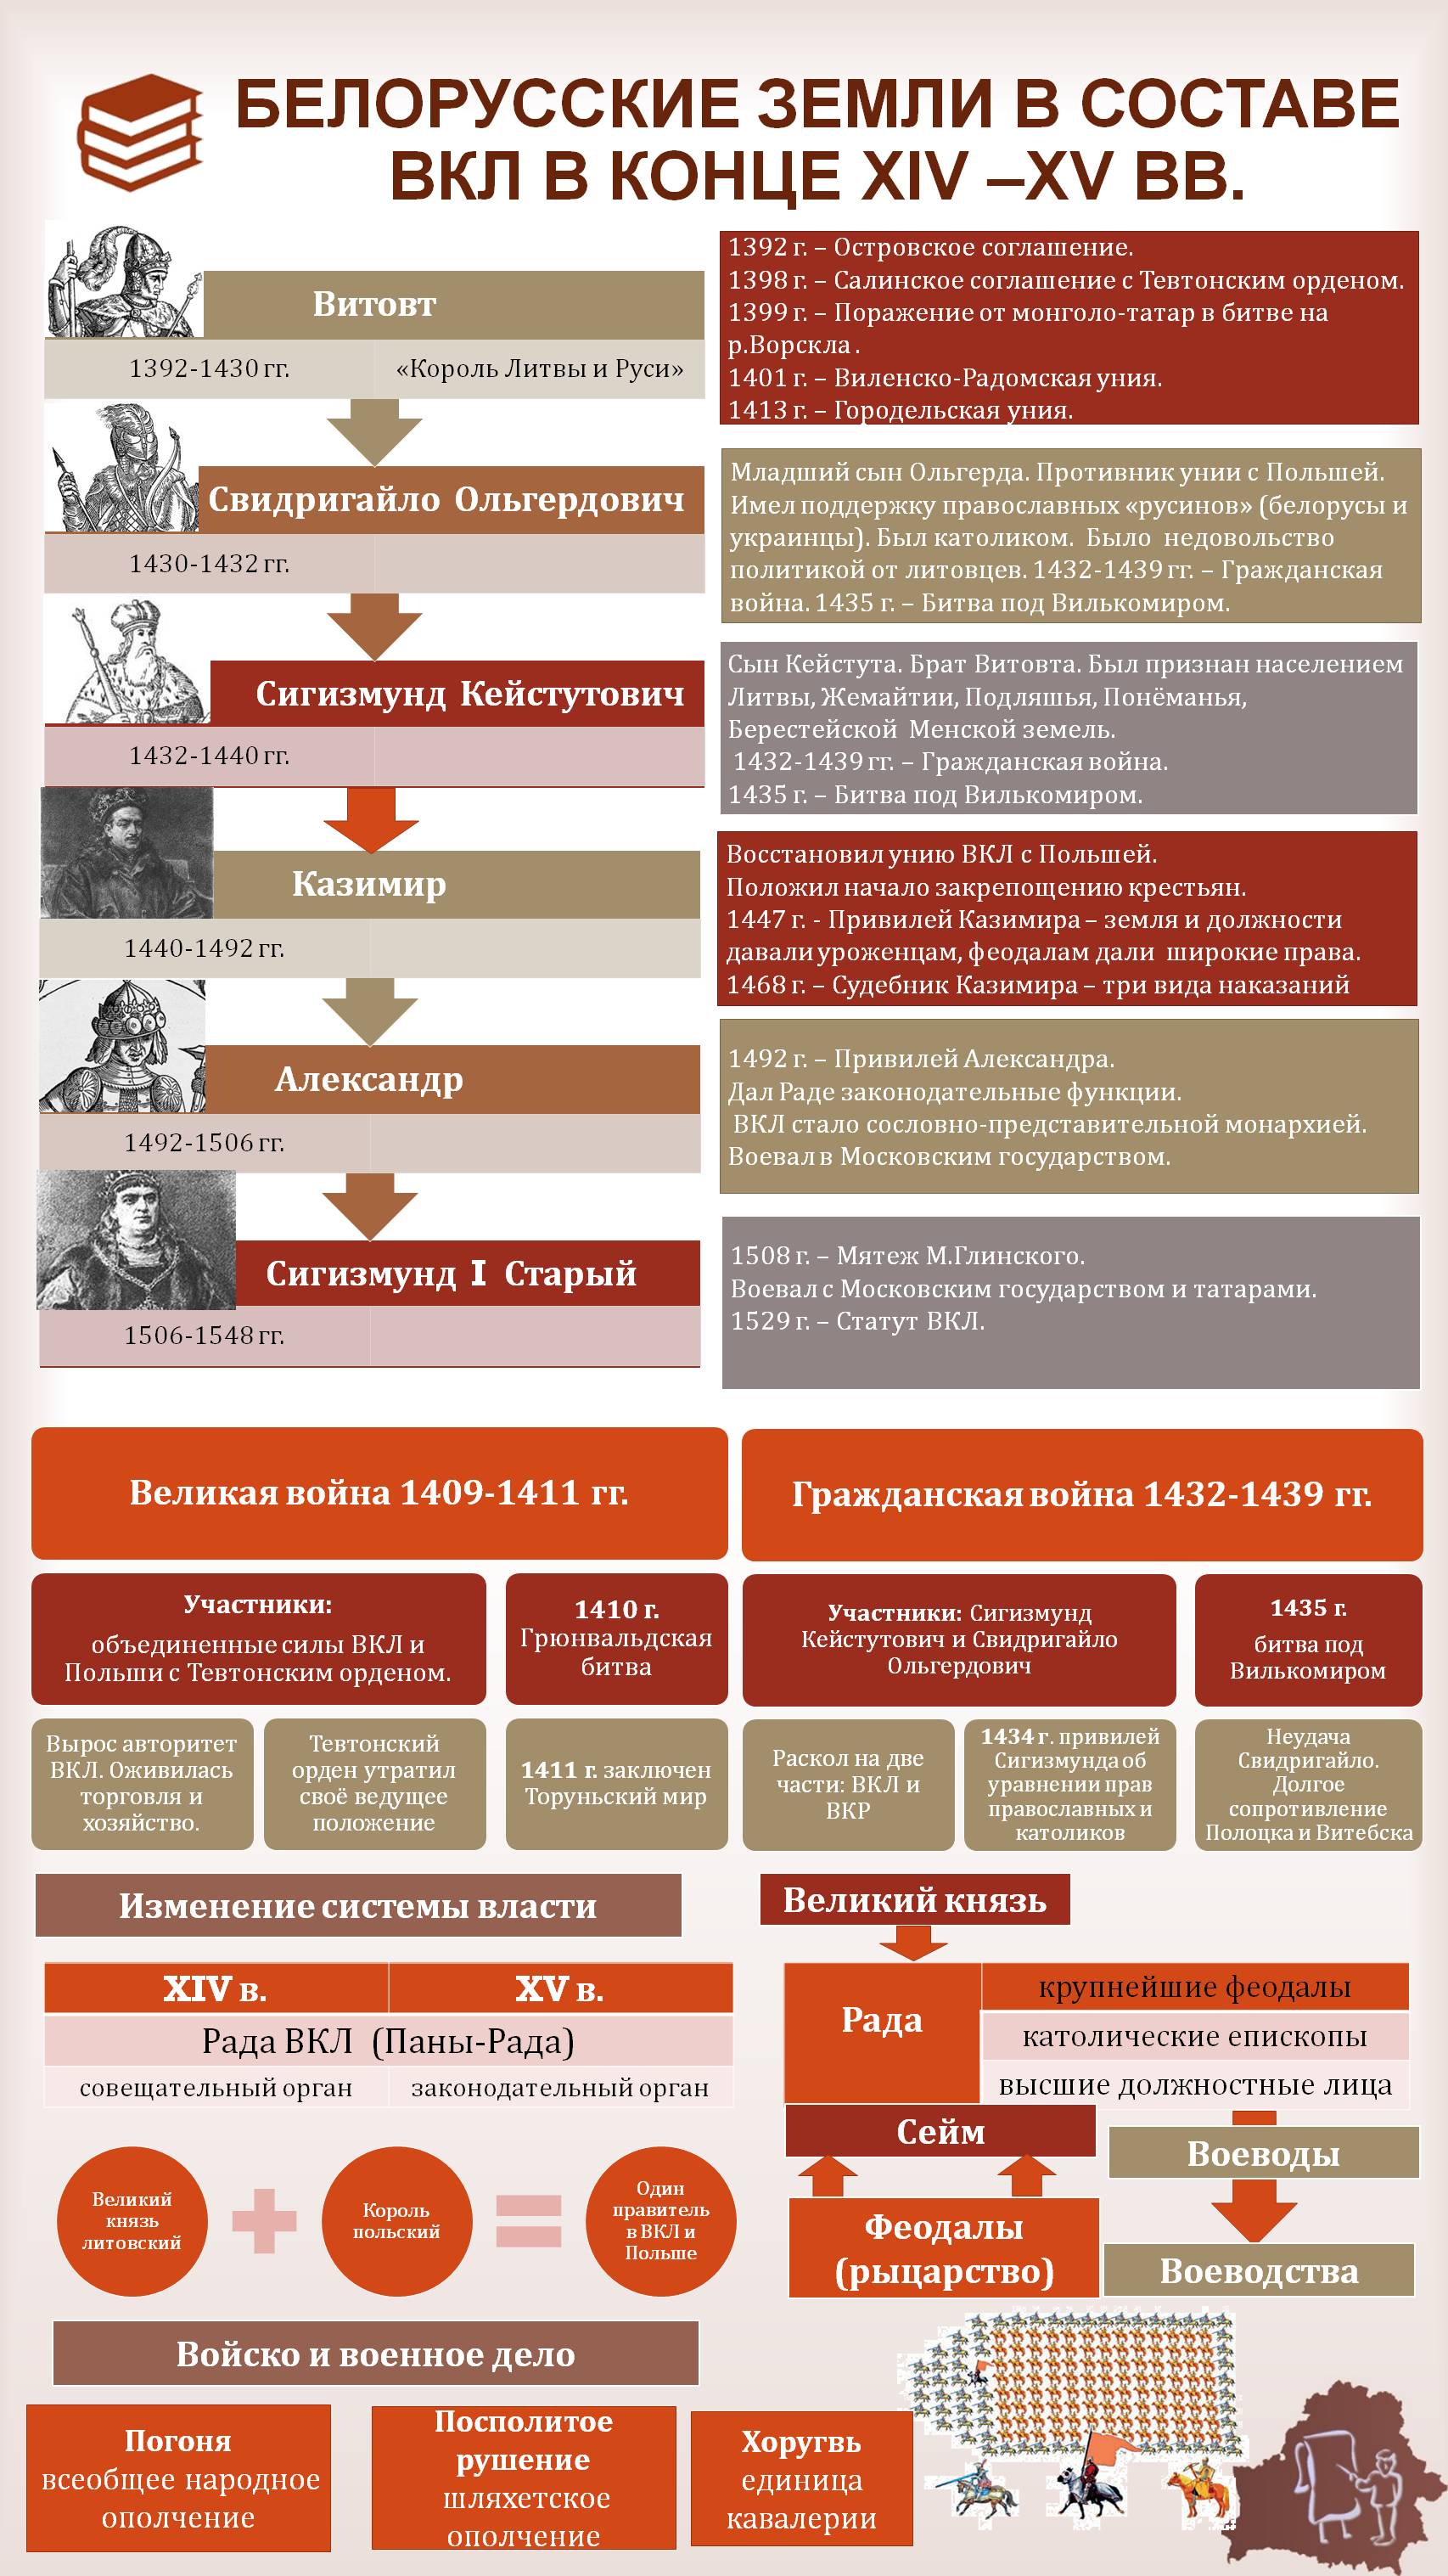 БЕЛОРУССКИЕ ЗЕМЛИ В СОСТАВЕ
ВКЛ В КОНЦЕ XIV –XV ВВ.
Витовт
1392-1430 гг.
«Король Литвы и Руси»
1392 г. – Островское соглашение.
1398 г. – Салинское соглашение с Тевтонским орденом.
1399 г. – Поражение от монголо-татар в битве на
р.Ворскла .
1401 г. – Виленско-Радомская уния.
1413 г. – Городельская уния.
Свидригайло Ольгердович
1430-1432 гг.
Младший сын Ольгерда. Противник унии с Польшей.
Имел поддержку православных «русинов» (белорусы и
украинцы). Был католиком. Было недовольство
политикой от литовцев. 1432-1439 гг. – Гражданская
война. 1435 г. – Битва под Вилькомиром.
Сигизмунд Кейстутович
1432-1440 гг.
Сын Кейстута. Брат Витовта. Был признан населением
Литвы, Жемайтии, Подляшья, Понёманья,
Берестейской Менской земель.
1432-1439 гг. – Гражданская война.
1435 г. – Битва под Вилькомиром.
Казимир
1440-1492 гг.
Восстановил унию ВКЛ с Польшей.
Положил начало закрепощению крестьян.
1447 г. - Привилей Казимира – земля и должности
давали уроженцам, феодалам дали широкие права.
1468 г. – Судебник Казимира – три вида наказаний
Александр
1492-1506 гг.
1492 г. – Привилей Александра.
Дал Раде законодательные функции.
ВКЛ стало сословно-представительной монархией.
Воевал в Московским государством.
Сигизмунд I Старый
1506-1548 гг.
1508 г. – Мятеж М.Глинского.
Воевал с Московским государством и татарами.
1529 г. – Статут ВКЛ.
Великая война 1409-1411 гг.
Участники:
объединенные силы ВКЛ и
Польши с Тевтонским орденом.
1410 г.
Грюнвальдская
битва
Вырос авторитет
ВКЛ. Оживилась
торговля и
хозяйство.
Тевтонский
орден утратил
своё ведущее
положение
1411 г. заключен
Торуньский мир
Гражданская война 1432-1439 гг.
Участники: Сигизмунд
Кейстутович и Свидригайло
Ольгердович
1435 г.
битва под
Вилькомиром
Раскол на две
части: ВКЛ и
ВКР
1434 г. привилей
Сигизмунда об
уравнении прав
православных и
католиков
Неудача
Свидригайло.
Долгое
сопротивление
Полоцка и Витебска
Изменение системы власти
XIV в.
XV в.
Рада ВКЛ (Паны-Рада)
совещательный орган
законодательный орган
Великий
князь
литовский
Король
польский
Один
правитель
в ВКЛ и
Польше
Великий князь
Рада
крупнейшие феодалы
католические епископы
высшие должностные лица
Сейм
Воеводы
Феодалы
(рыцарство)
Воеводства
Войско и военное дело
Погоня
всеобщее народное
ополчение
Посполитое
рушение
шляхетское
ополчение
Хоругвь
единица
кавалерии